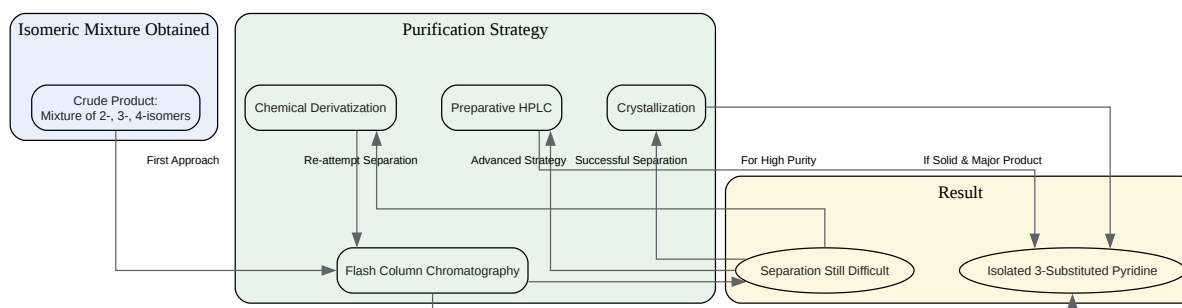 Isomeric Mixture Obtained
Purification Strategy
Crude Product:
Mixture of 2-, 3-, 4-isomers
Chemical Derivatization
Preparative HPLC
Crystallization
First Approach
Re-attempt Separation
Advanced Strategy
Successful Separation
For High Purity
If Solid & Major Product
Result
Flash Column Chromatography
Separation Still Difficult
Isolated 3-Substituted Pyridine